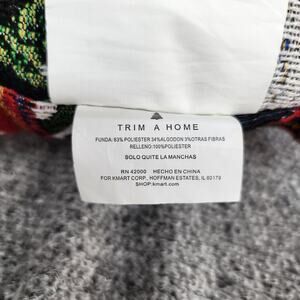 TRIM A HOME
FUNDA: 63% POLIESTER 34%ALGODON 3%OTRAS FIBRAS
RELLENO:100%POLIESTER
SOLO QUITE LA MANCHAS
RN 42000 HECHO EN CHINA
FOR KMART CORP., HOFFMAN ESTATES, IL 60179
SHOP:kmart.com